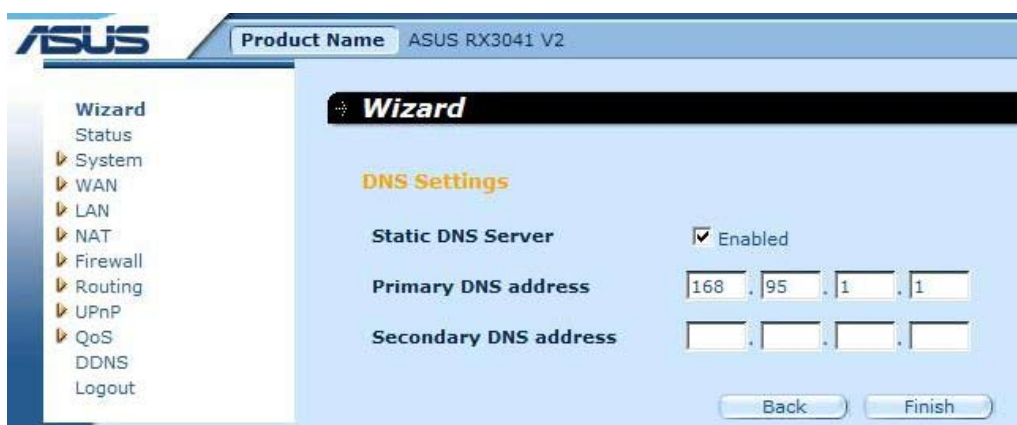 ASUS
Product Name ASUS RX3041 V2
Wizard
Status
System
WAN
LAN
NAT
Firewall
Routing
UPnP
QoS
DDNS
Logout
Wizard
DNS Settings
Static DNS Server Enabled
Primary DNS address 168 . 95 . 1 . 1
Secondary DNS address . . .
Back Finish